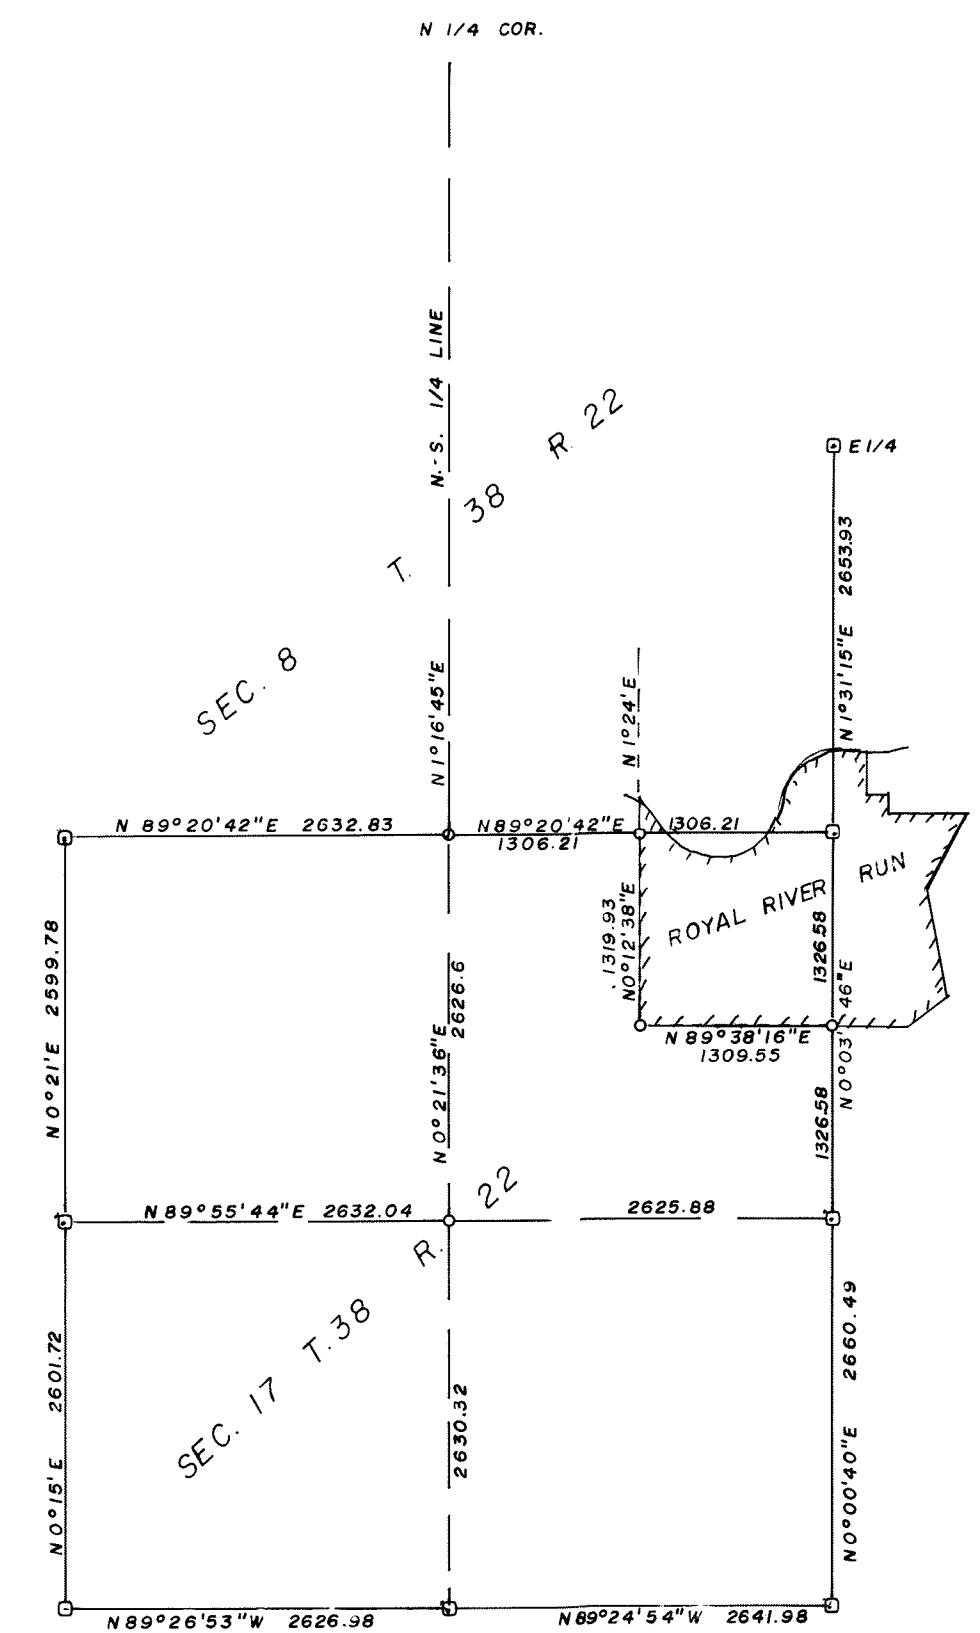 N 1/4 COR.
N.-S. 1/4 LINE
R. 22
38
T.
SEC. 8
E 1/4
N 1°31'15"E 2653.93
N 1°16'45"E
N 1°24'E
N 89°20'42"E 2632.83
N 89°20'42"E
1306.21
1306.21
ROYAL RIVER RUN
1319.93
N 0°12'38"E
1326.58
N 0°03'46"E
N 89°38'16"E
1309.55
1326.58
N 0°21'E 2599.78
N 0°21'36"E
2626.6
N 89°55'44"E 2632.04
2625.88
22
R.
SEC. 17 T. 38
N 0°15'E 2601.72
2630.32
N 0°00'40"E 2660.49
N 89°26'53"W 2626.98
N 89°24'54"W 2641.98